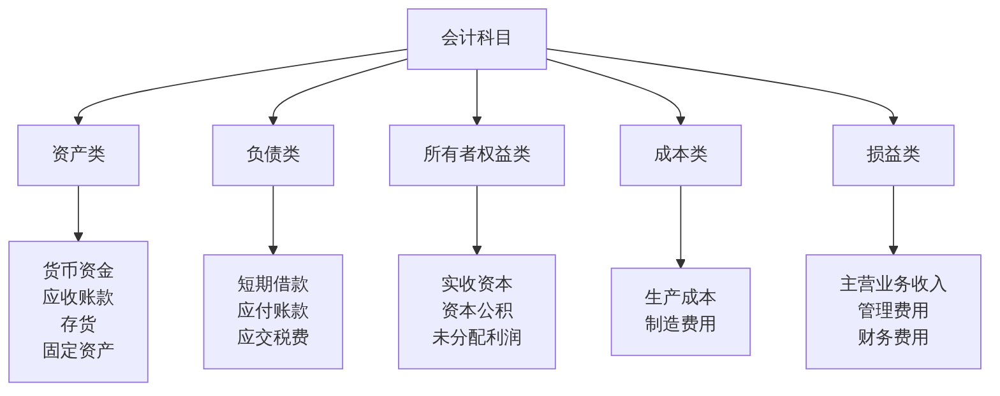 会计科目
资产类
负债类
所有者权益类
成本类
损益类
货币资金
应收账款
存货
固定资产
短期借款
应付账款
应交税费
实收资本
资本公积
未分配利润
生产成本
制造费用
主营业务收入
管理费用
财务费用